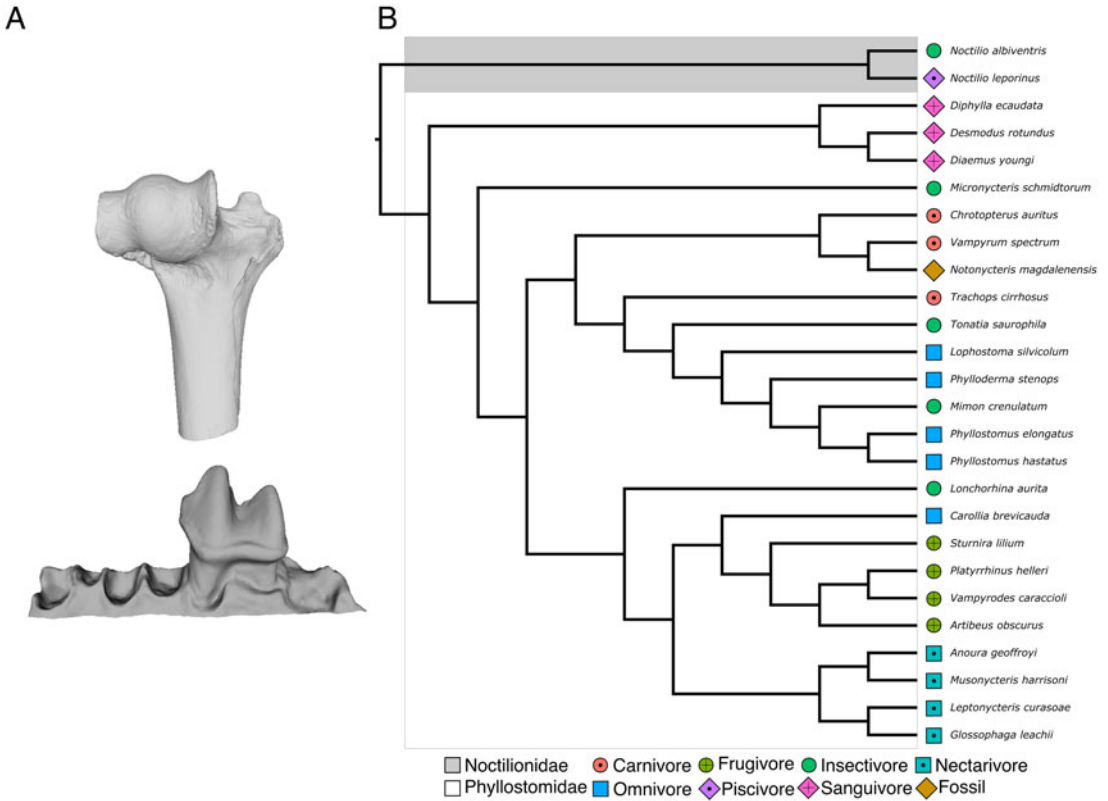 A
B
Noctilio albiventris
Noctilio leporinus
Diphylla ecaudata
Desmodus rotundus
Diaemus youngi
Micronycteris schmidtorum
Chrotopterus auritus
Vampyrum spectrum
Notonycteris magdalenensis
Trachops cirrhosus
Tonatia saurophila
Lophostoma silvicolum
Phylloderma stenops
Mimon crenulatum
Phyllostomus elongatus
Phyllostomus hastatus
Lonchorhina aurita
Carollia brevicauda
Sturnira lilium
Platyrrhinus helleri
Vampyrodes caraccioli
Artibeus obscurus
Anoura geoffroyi
Musonycteris harrisoni
Leptonycteris curasoae
Glossophaga leachii
Noctilionidae Carnivore Frugivore Insectivore Nectarivore
Phyllostomidae Omnivore Piscivore Sanguivore Fossil